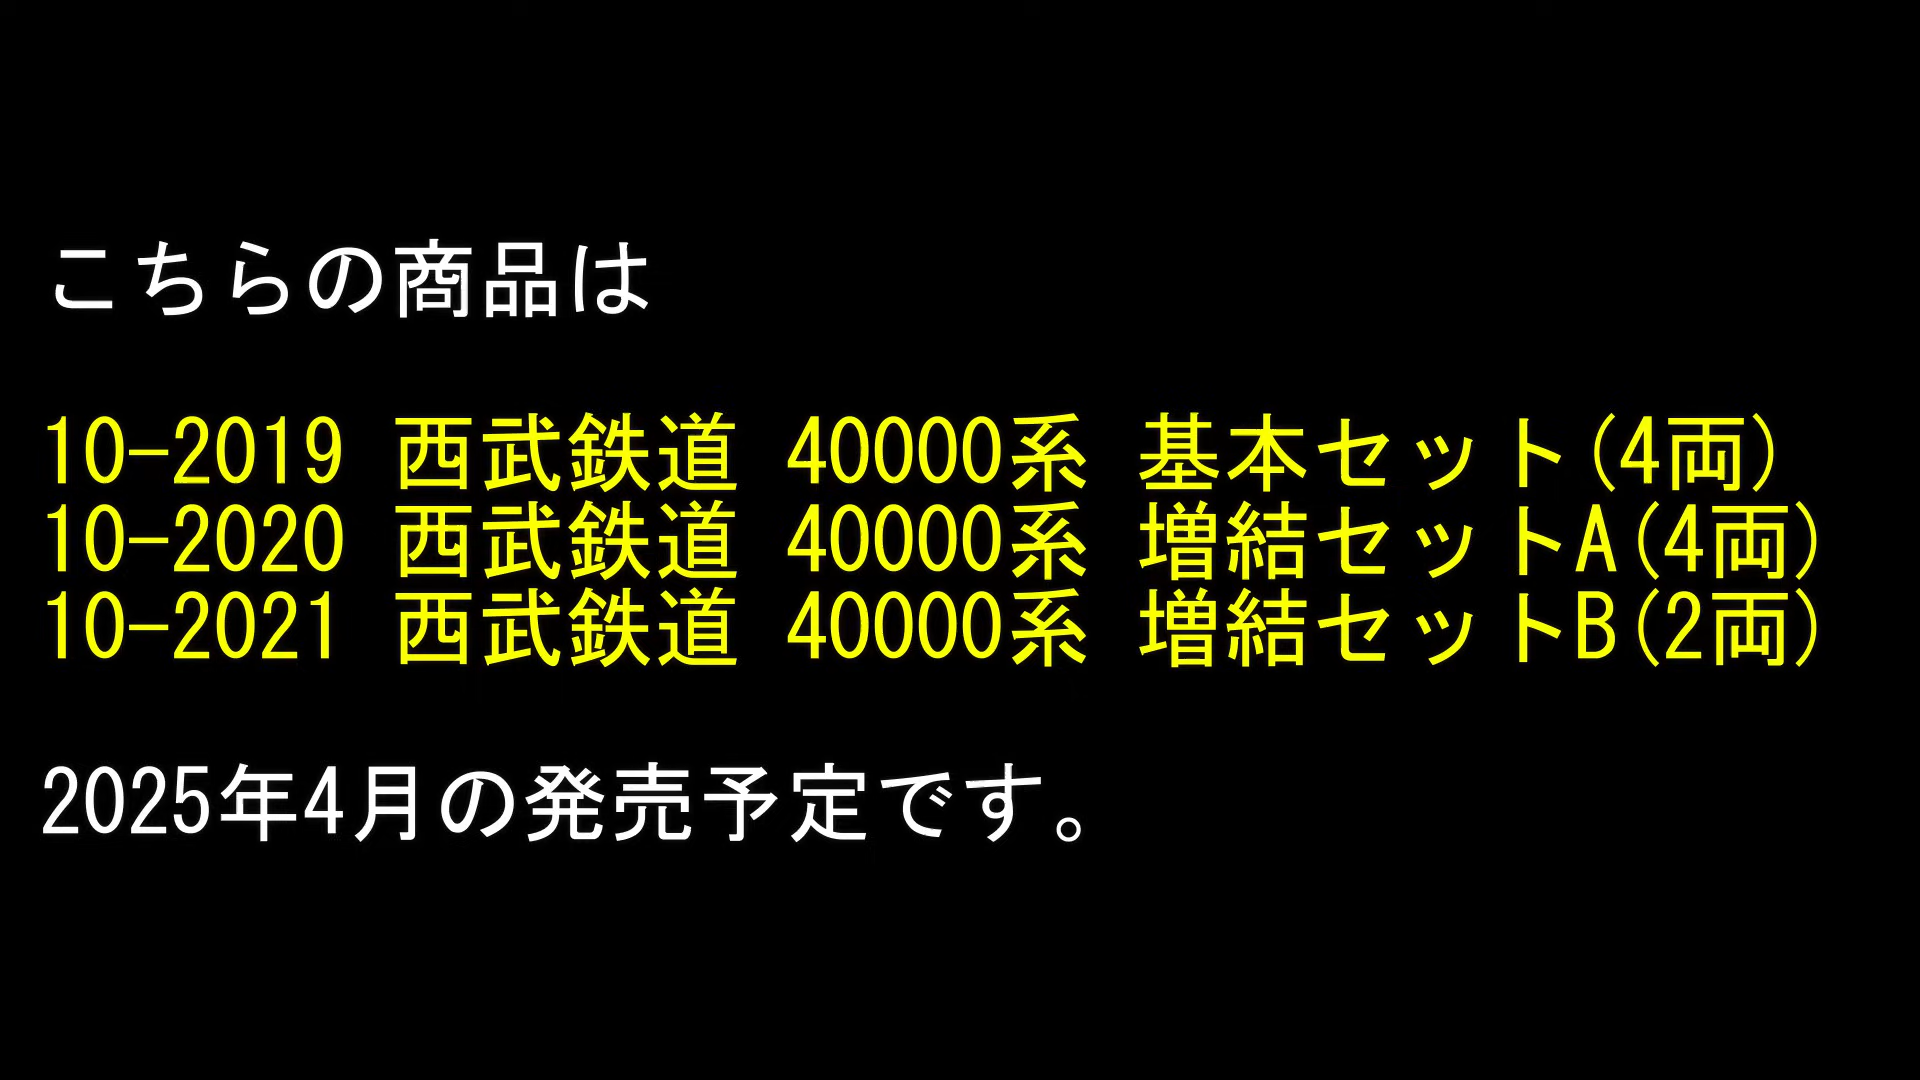 こちらの商品は
10-2019 西武鉄道 40000系 基本セット(4両)
10-2020 西武鉄道 40000系 増結セットA(4両)
10-2021 西武鉄道 40000系 増結セットB(2両)
2025年4月の発売予定です。